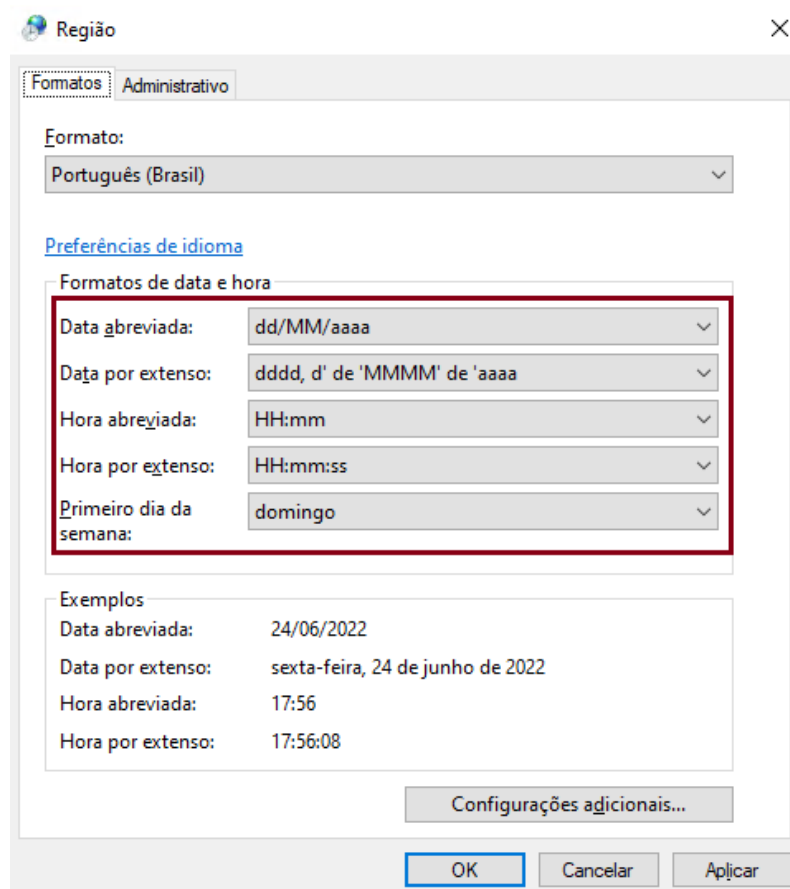 Região
Formatos Administrativo
Formato:
Português (Brasil)
Preferências de idioma
Formatos de data e hora
Data abreviada: dd/MM/aaaa
Data por extenso: dddd, d' de 'MMMM' de 'aaaa
Hora abreviada: HH:mm
Hora por extenso: HH:mm:ss
Primeiro dia da semana: domingo
Exemplos
Data abreviada: 24/06/2022
Data por extenso: sexta-feira, 24 de junho de 2022
Hora abreviada: 17:56
Hora por extenso: 17:56:08
Configurações adicionais...
OK Cancelar Aplicar